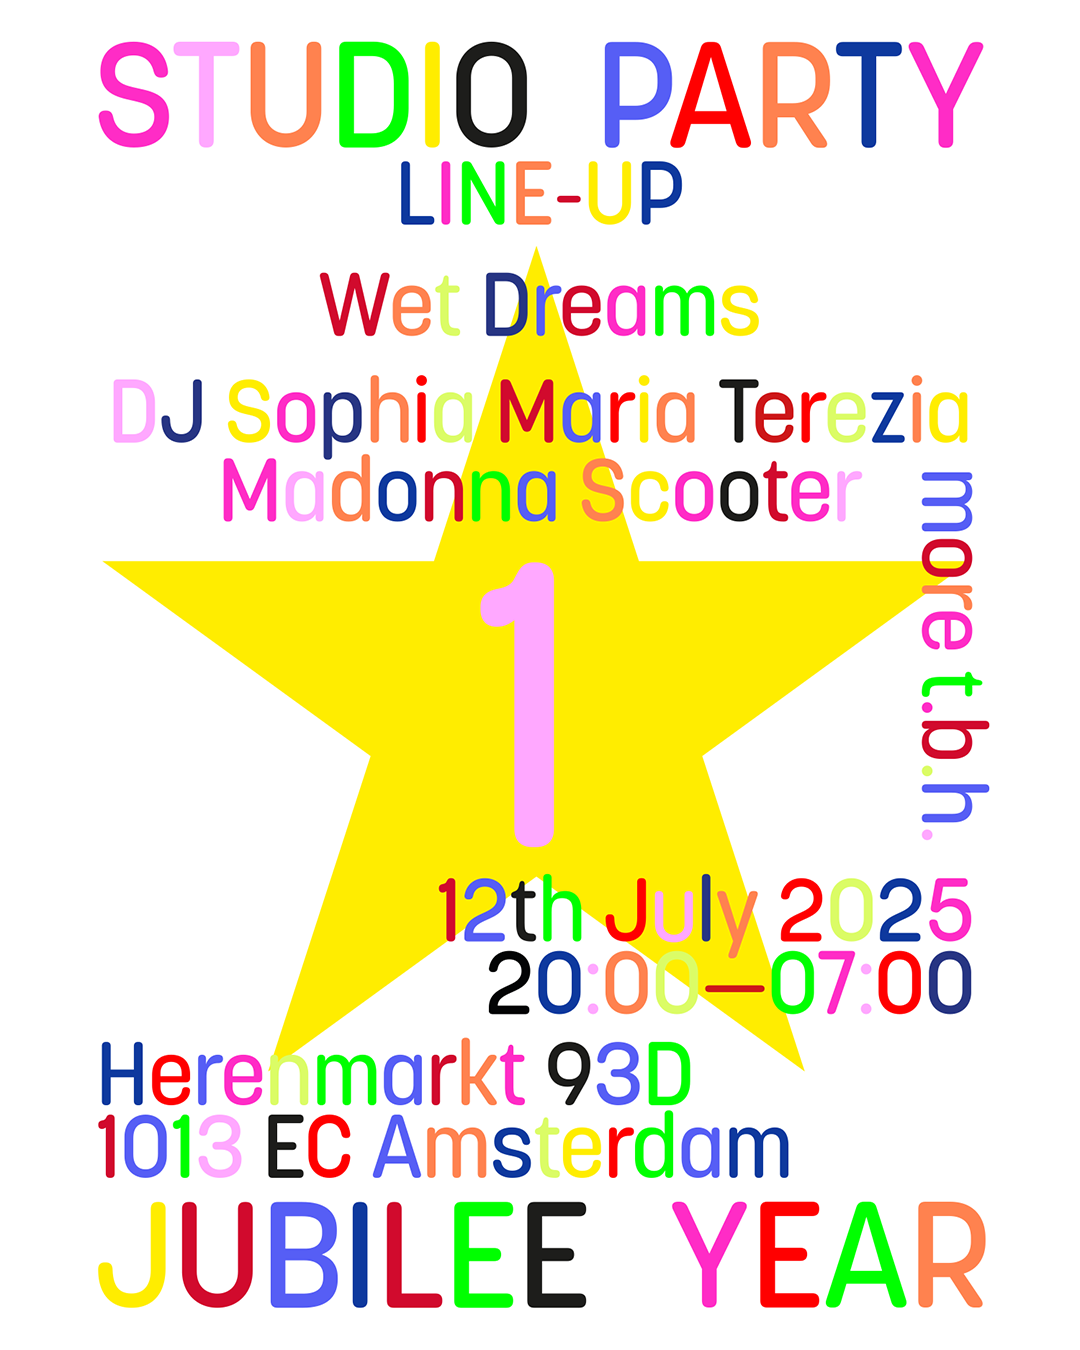 STUDIO PARTY
LINE-UP
Wet Dreams
DJ Sophia Maria Terezia
Madonna Scooter
more t.b.h.
1
12th July 2025
20:00—07:00
Herenmarkt 93D
1013 EC Amsterdam
JUBILEE YEAR